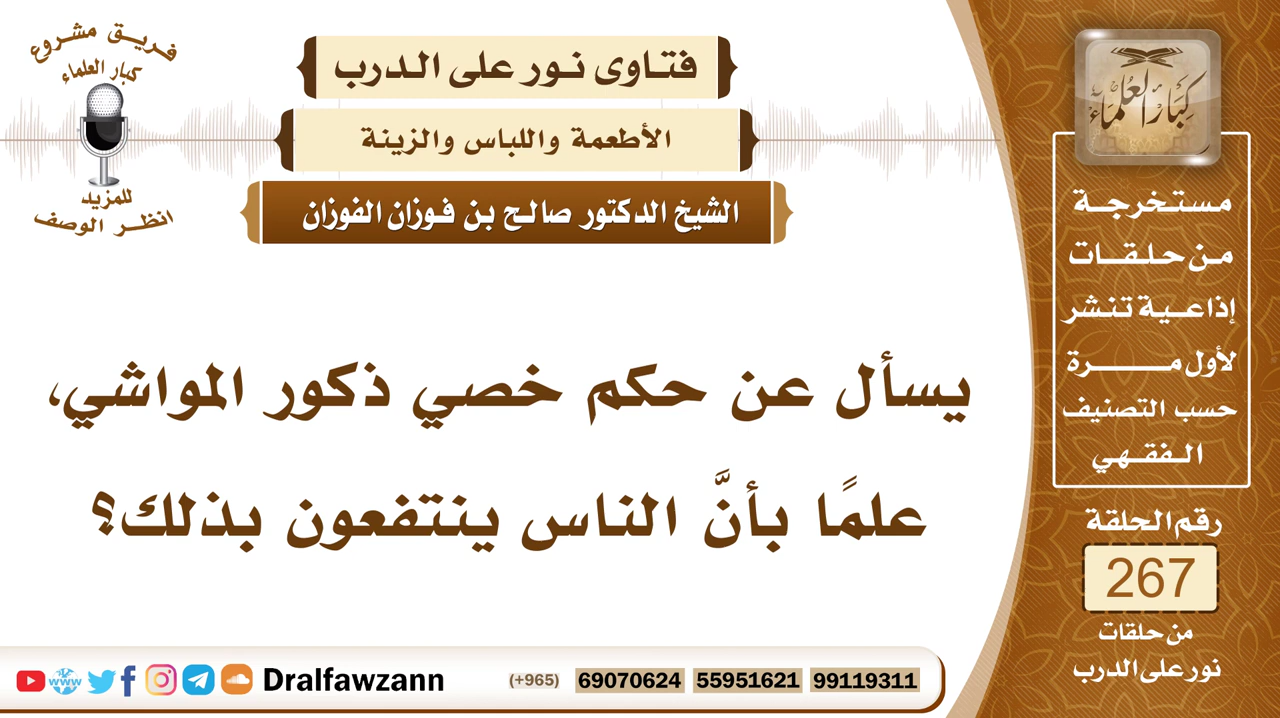 فريق مشروع
كبار العلماء
للمزيد
انظر الوصف
فتاوى نور على الدرب
الأطعمة واللباس والزينة
الشيخ الدكتور صالح بن فوزان الفوزان
يسأل عن حكم خصي ذكور المواشي،
علمًا بأنَّ الناس ينتفعون بذلك؟
كبار العلماء
مستخرجة
من حلقات
إذاعية تنشر
لأول مرة
حسب التصنيف
الفقهي
رقم الحلقة
267
من حلقات
نور على الدرب
www
Dralfawzann (+965) 69070624 55951621 99119311